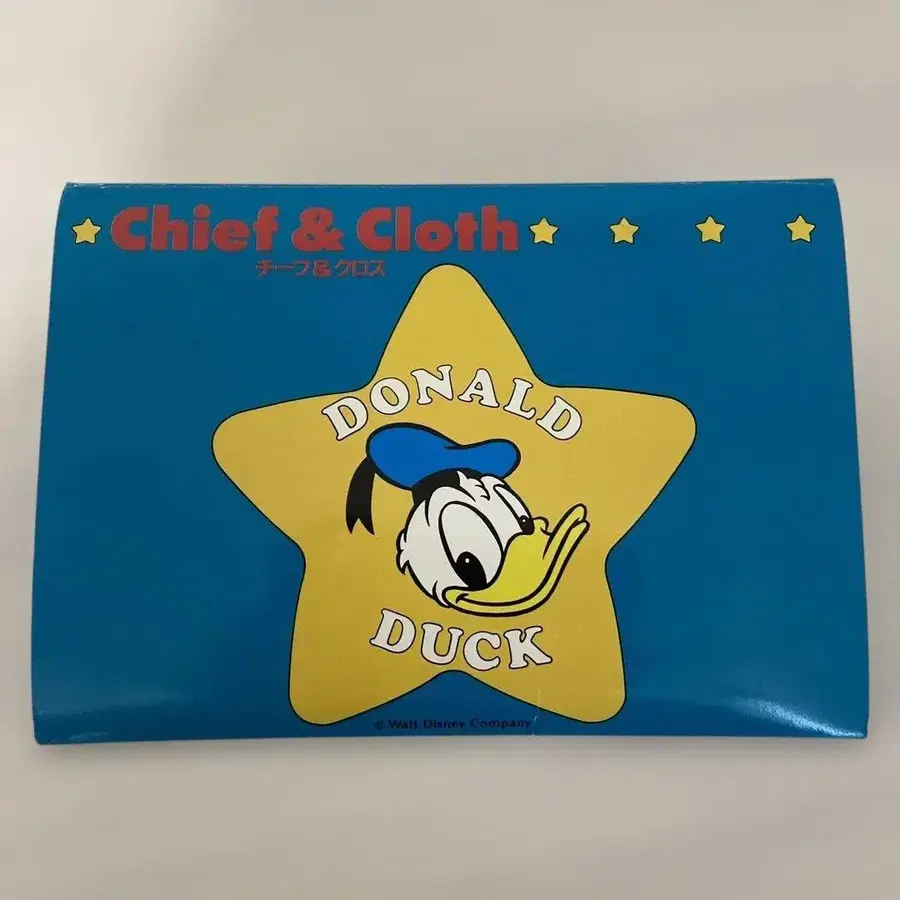 Chief & Cloth
チーフ&クロス
DONALD
DUCK
© Walt Disney Company